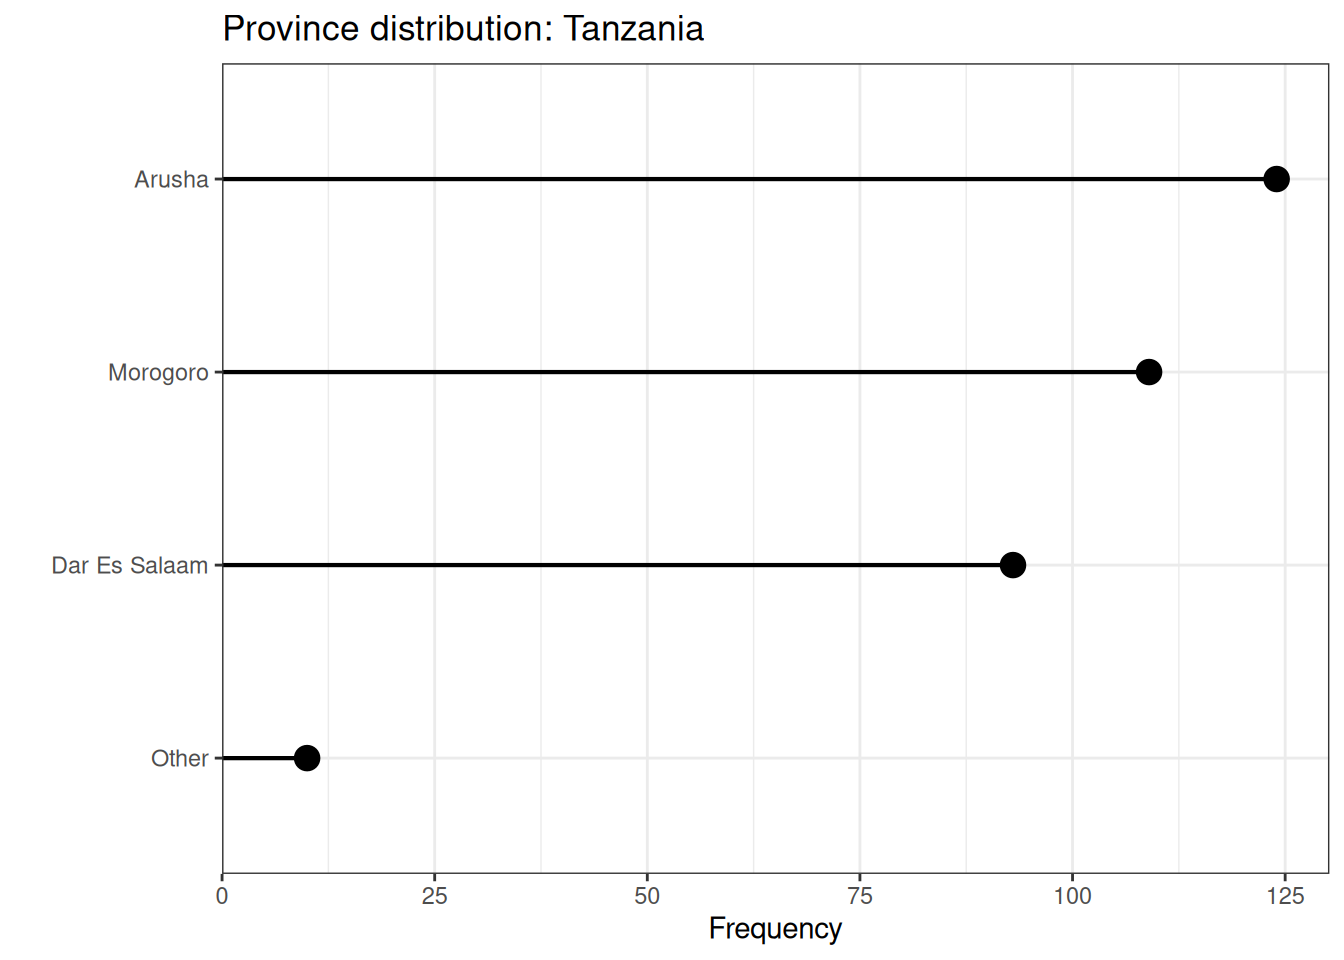 Province distribution: Tanzania
Arusha
Morogoro
Dar Es Salaam
Other
0 25 50 75 100 125
Frequency